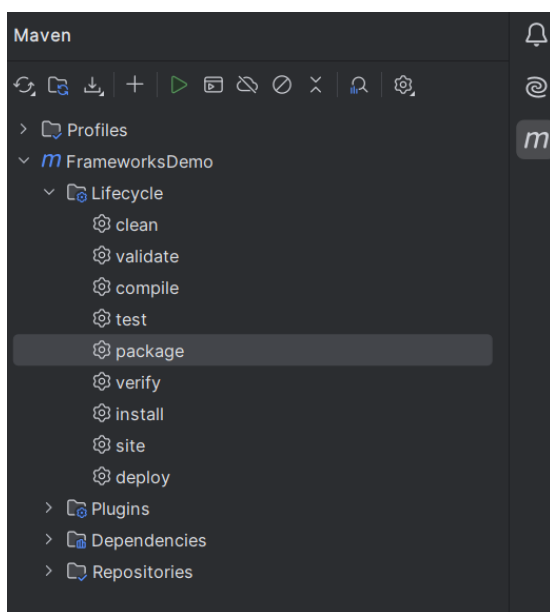 Maven
Profiles
m FrameworksDemo
Lifecycle
clean
validate
compile
test
package
verify
install
site
deploy
Plugins
Dependencies
Repositories
m